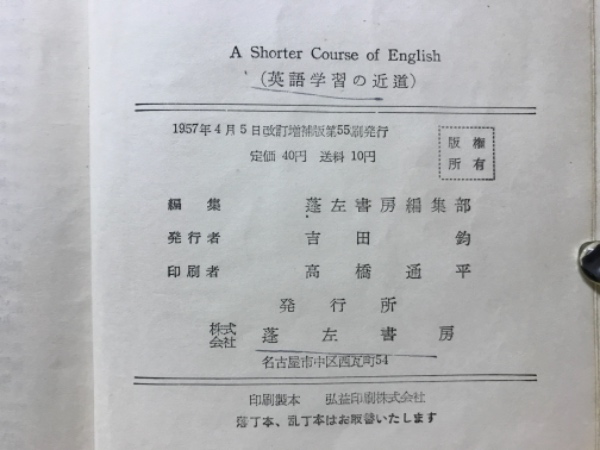 A Shorter Course of English
(英語学習の近道)
1957年4月5日改訂増補版第55刷発行
定価 40円 送料 10円
版権
所有
編集 蓬左書房編集部
発行者 吉田鈞
印刷者 高橋通平
発行所
株式会社 蓬左書房
名古屋市中区西瓦町54
印刷製本 弘益印刷株式会社
落丁本、乱丁本はお取替いたします